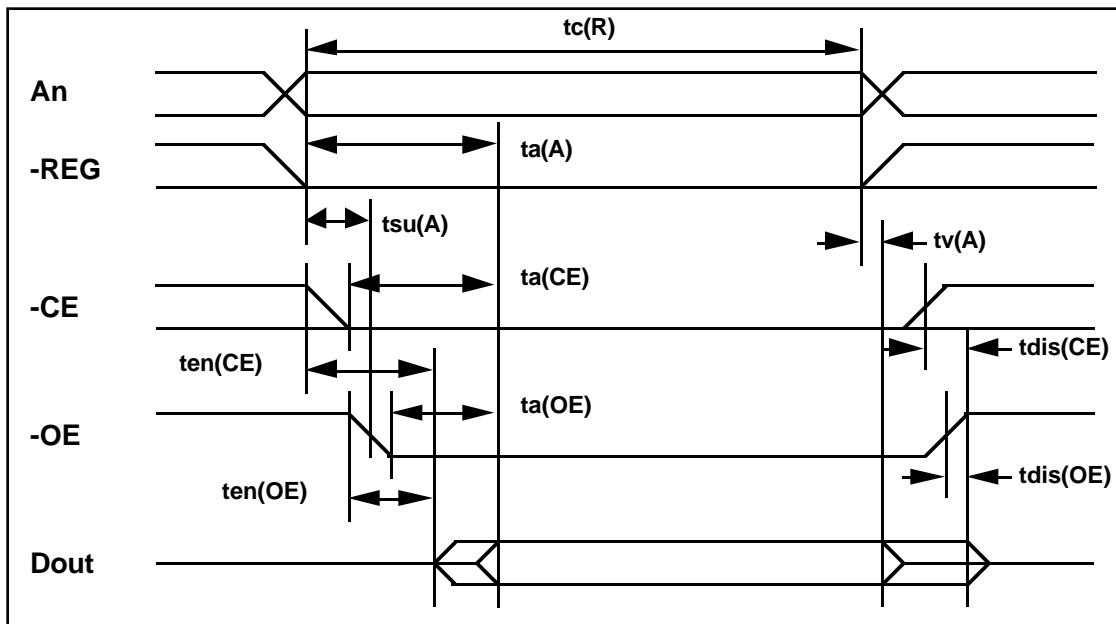 tc(R)
An
ta(A)
-REG
tsu(A)
tv(A)
ta(CE)
-CE
ten(CE)
tdis(CE)
ta(OE)
-OE
ten(OE)
tdis(OE)
Dout